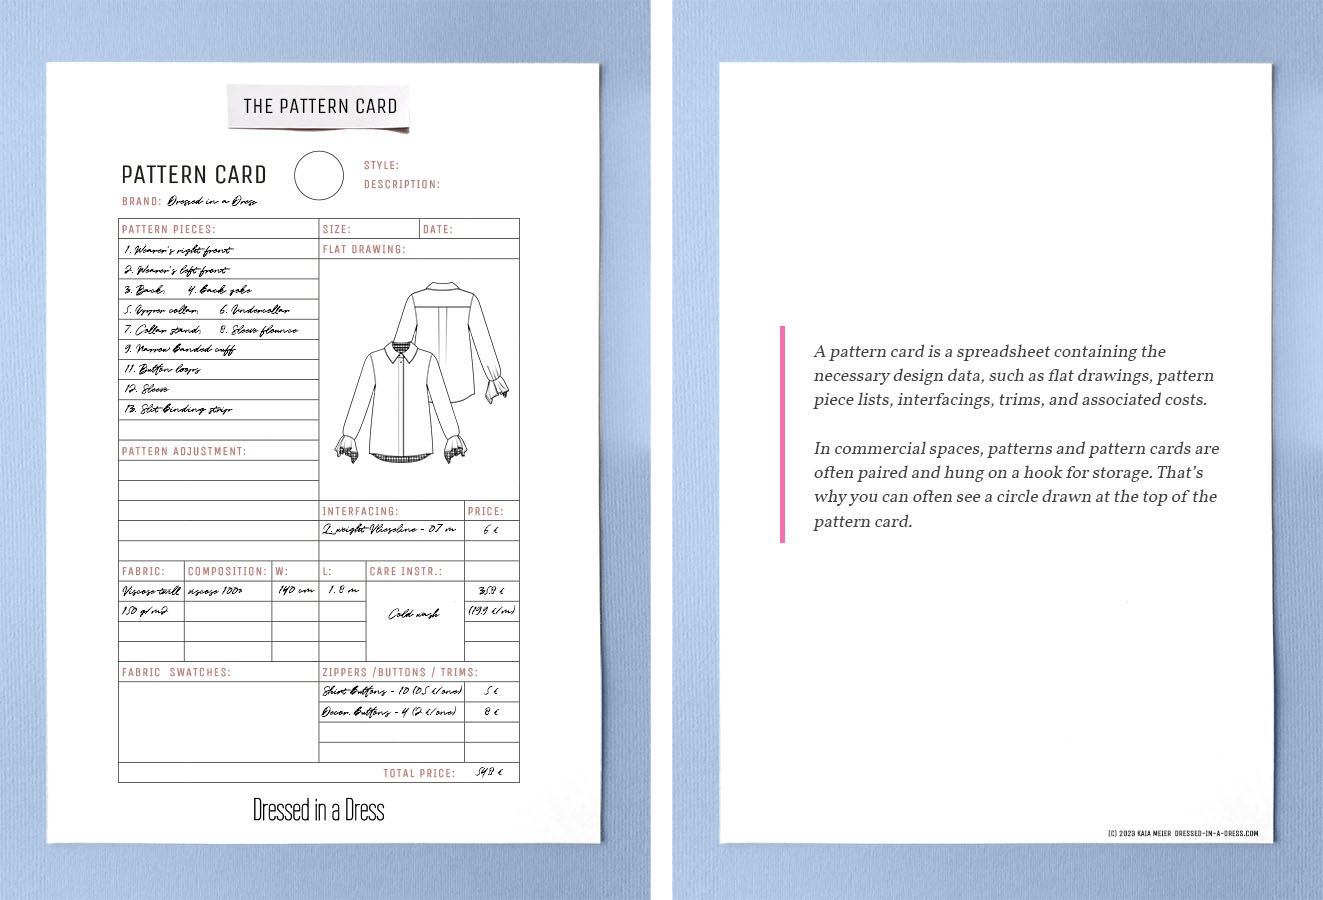 THE PATTERN CARD
PATTERN CARD
STYLE:
DESCRIPTION:
BRAND: Dressed in a Dress
PATTERN PIECES:
SIZE:
DATE:
1. Wearer's right front
FLAT DRAWING:
2. Wearer's left front
3. Back, 4. Back yoke
5. Upper collar, 6. Undercollar
7. Collar stand, 8. Sleeve flounce
9. Narrow banded cuff
11. Button loops
12. Sleeve
13. Slit binding strips
PATTERN ADJUSTMENT:
INTERFACING: PRICE:
weight Vlieseline - 0.7 m 6 €
FABRIC: COMPOSITION: W: L: CARE INSTR.:
Viscose twill viscose 100% 140 cm 1.8 m 35.8 €
150 g/m2 Cold wash (19.9 €/m)
FABRIC SWATCHES: ZIPPERS /BUTTONS / TRIMS:
Shirt Buttons - 10 (0.5 €/one) 5 €
Decor. Buttons - 4 (2 €/one) 8 €
TOTAL PRICE: 54.8 €
Dressed in a Dress
A pattern card is a spreadsheet containing the
necessary design data, such as flat drawings, pattern
piece lists, interfacings, trims, and associated costs.
In commercial spaces, patterns and pattern cards are
often paired and hung on a hook for storage. That's
why you can often see a circle drawn at the top of the
pattern card.
(C) 2023 KAIA MEIER DRESSED-IN-A-DRESS.COM